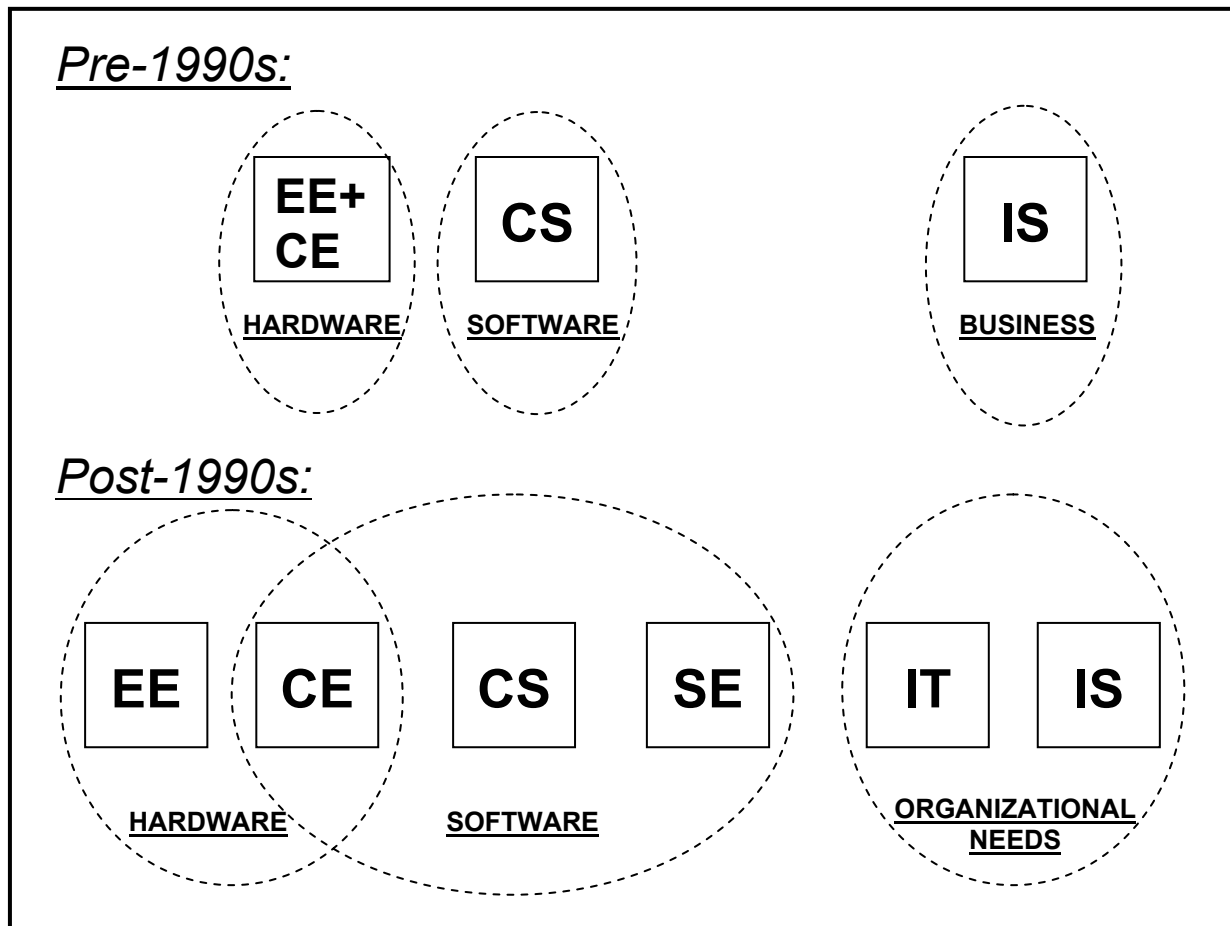 Pre-1990s:
EE+
CE
CS
IS
HARDWARE
SOFTWARE
BUSINESS
Post-1990s:
EE
CE
CS
SE
IT
IS
HARDWARE
SOFTWARE
ORGANIZATIONAL
NEEDS